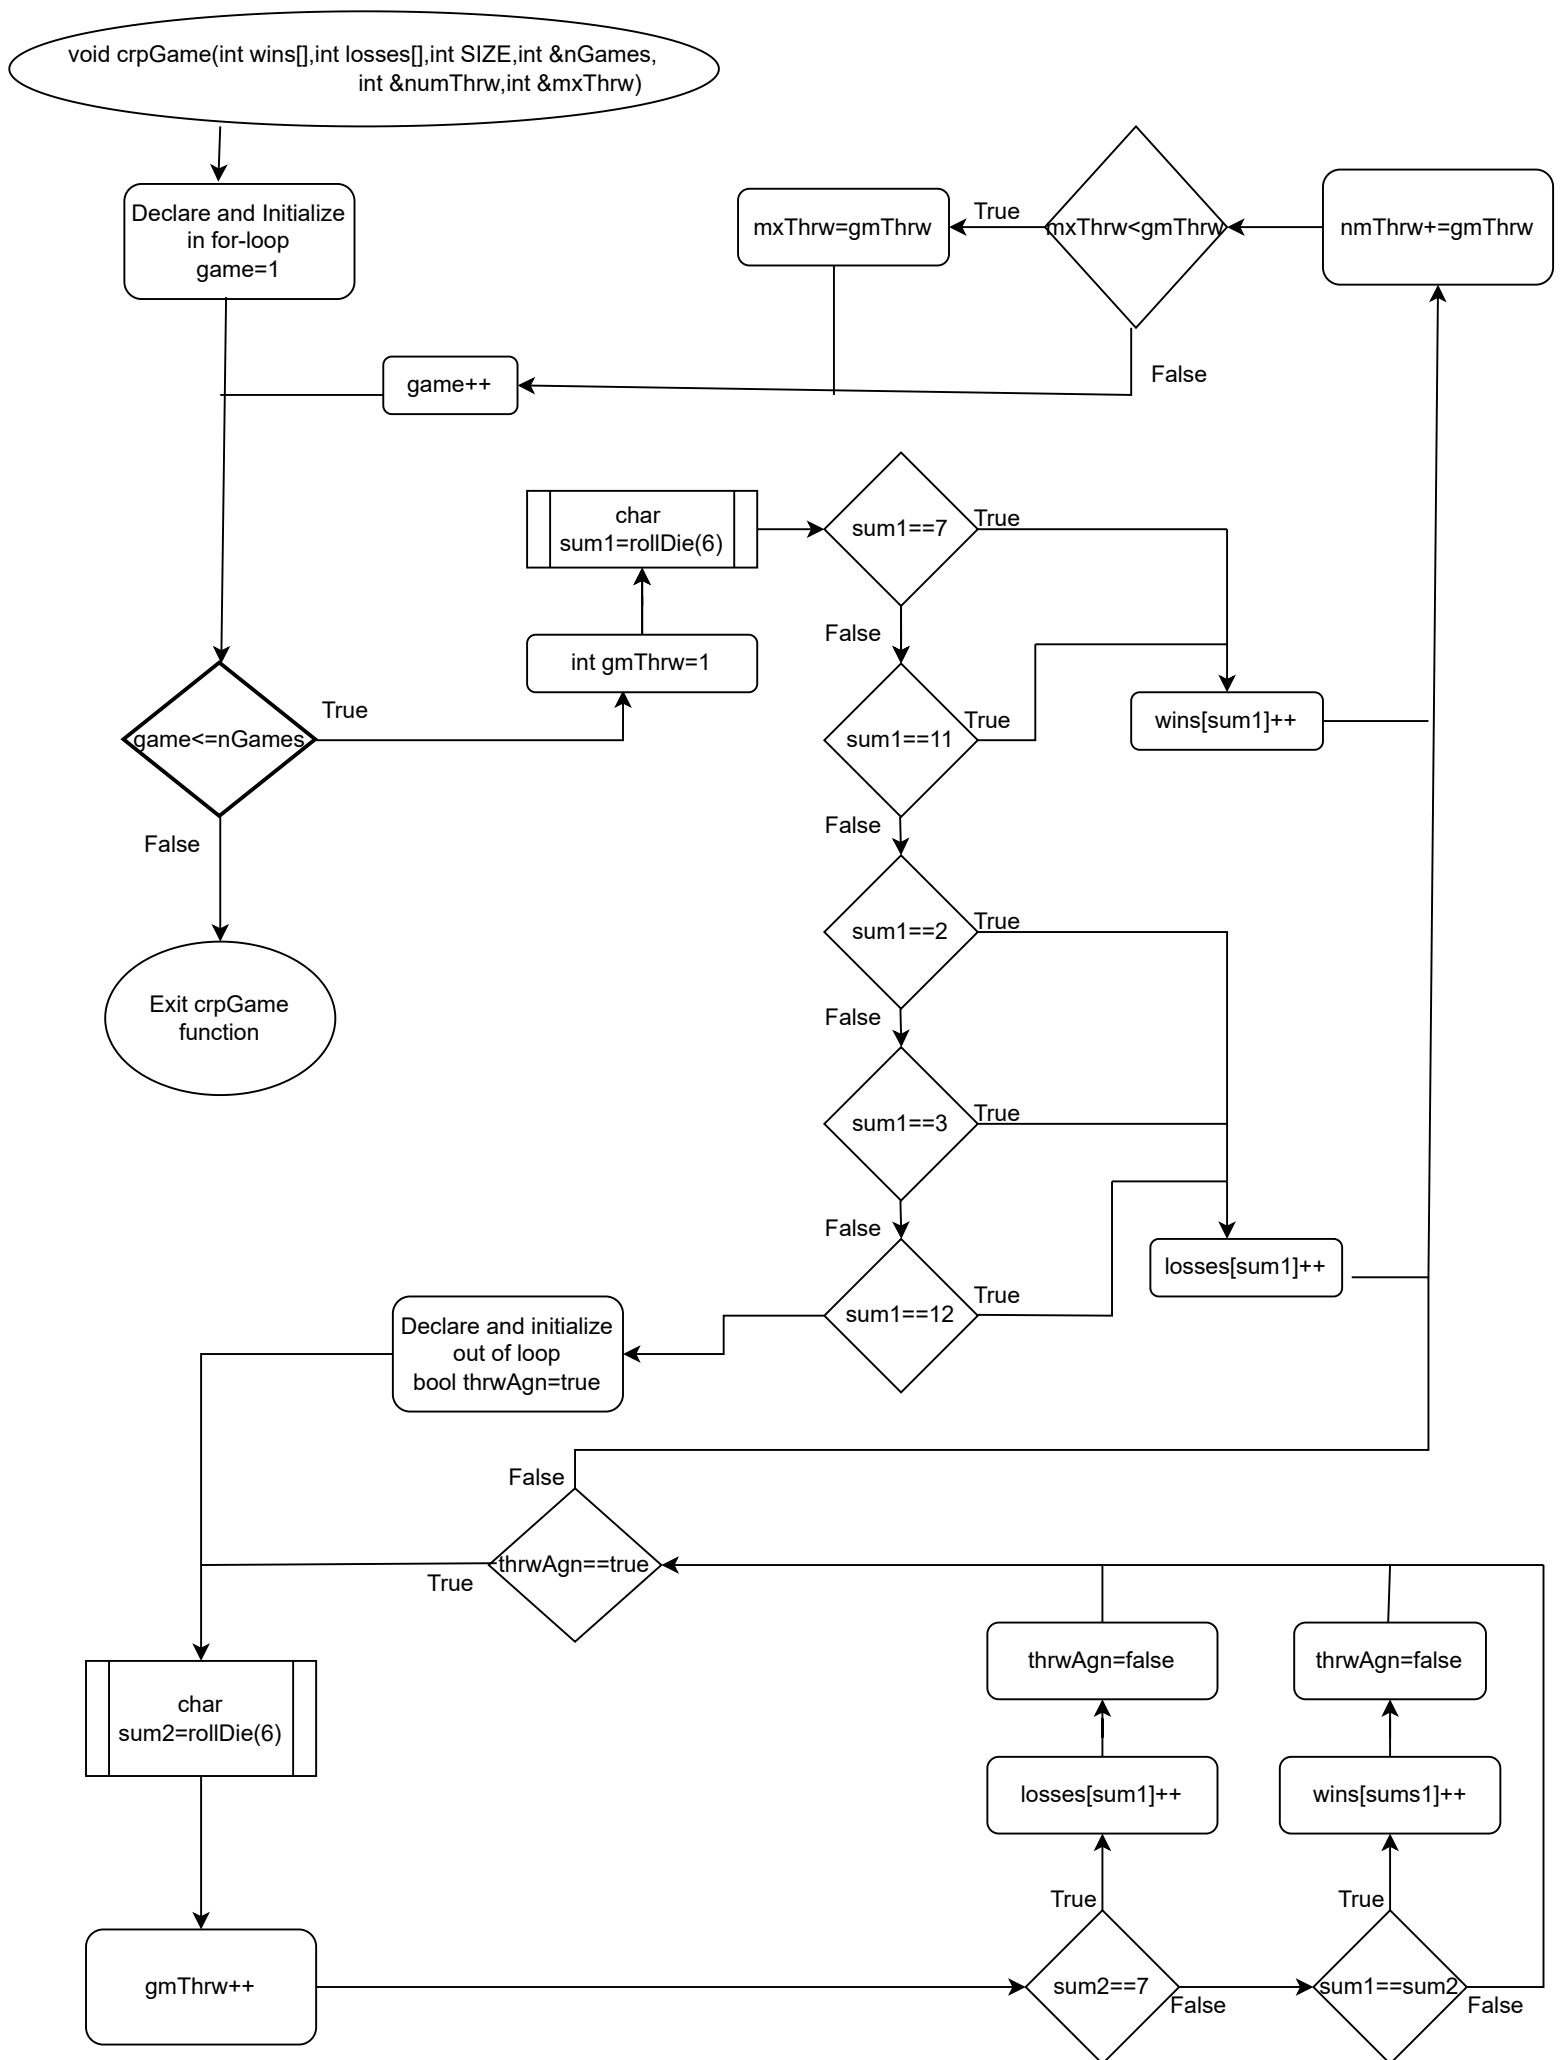 void crpGame(int wins[],int losses[],int SIZE,int &nGames,
int &numThrw,int &mxThrw)
Declare and Initialize
in for-loop
game=1
mxThrw=gmThrw
True
mxThrw<gmThrw
nmThrw+=gmThrw
False
game++
char
sum1=rollDie(6)
sum1==7
True
False
int gmThrw=1
game<=nGames
True
False
sum1==11
True
wins[sum1]++
False
sum1==2
True
False
Exit crpGame
function
sum1==3
True
False
sum1==12
True
losses[sum1]++
Declare and initialize
out of loop
bool thrwAgn=true
False
thrwAgn==true
True
char
sum2=rollDie(6)
gmThrw++
thrwAgn=false
thrwAgn=false
losses[sum1]++
wins[sums1]++
True
True
sum2==7
False
sum1==sum2
False